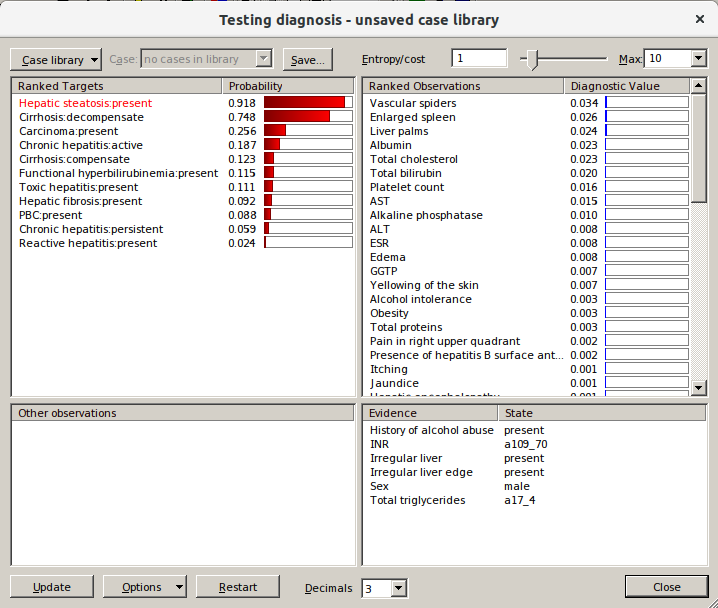 Testing diagnosis - unsaved case library
Case library Case: no cases in library Save... Entropy/cost 1 Max: 10
Ranked Targets Probability
Hepatic steatosis:present 0.918
Cirrhosis:decompensate 0.748
Carcinoma:present 0.256
Chronic hepatitis:active 0.187
Cirrhosis:compensate 0.123
Functional hyperbilirubinemia:present 0.115
Toxic hepatitis:present 0.111
Hepatic fibrosis:present 0.092
PBC:present 0.088
Chronic hepatitis:persistent 0.059
Reactive hepatitis:present 0.024
Ranked Observations Diagnostic Value
Vascular spiders 0.034
Enlarged spleen 0.026
Liver palms 0.024
Albumin 0.023
Total cholesterol 0.023
Total bilirubin 0.020
Platelet count 0.016
AST 0.015
Alkaline phosphatase 0.010
ALT 0.008
ESR 0.008
Edema 0.008
GGTP 0.007
Yellowing of the skin 0.007
Alcohol intolerance 0.003
Obesity 0.003
Total proteins 0.003
Pain in right upper quadrant 0.002
Presence of hepatitis B surface ant... 0.002
Itching 0.001
Jaundice 0.001
Hepatic encephalopathy 0.001
Other observations
Evidence State
History of alcohol abuse present
INR a109_70
Irregular liver present
Irregular liver edge present
Sex male
Total triglycerides a17_4
Update Options Restart Decimals 3 Close